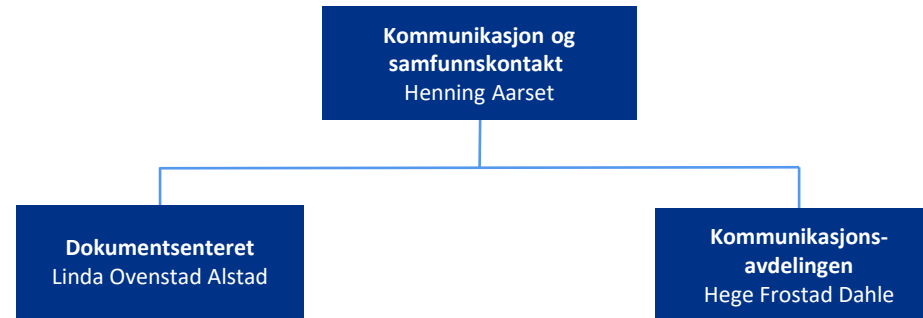 Kommunikasjon og
samfunnskontakt
Henning Aarset
Dokumentsenteret
Linda Ovenstad Alstad
Kommunikasjons-
avdelingen
Hege Frostad Dahle